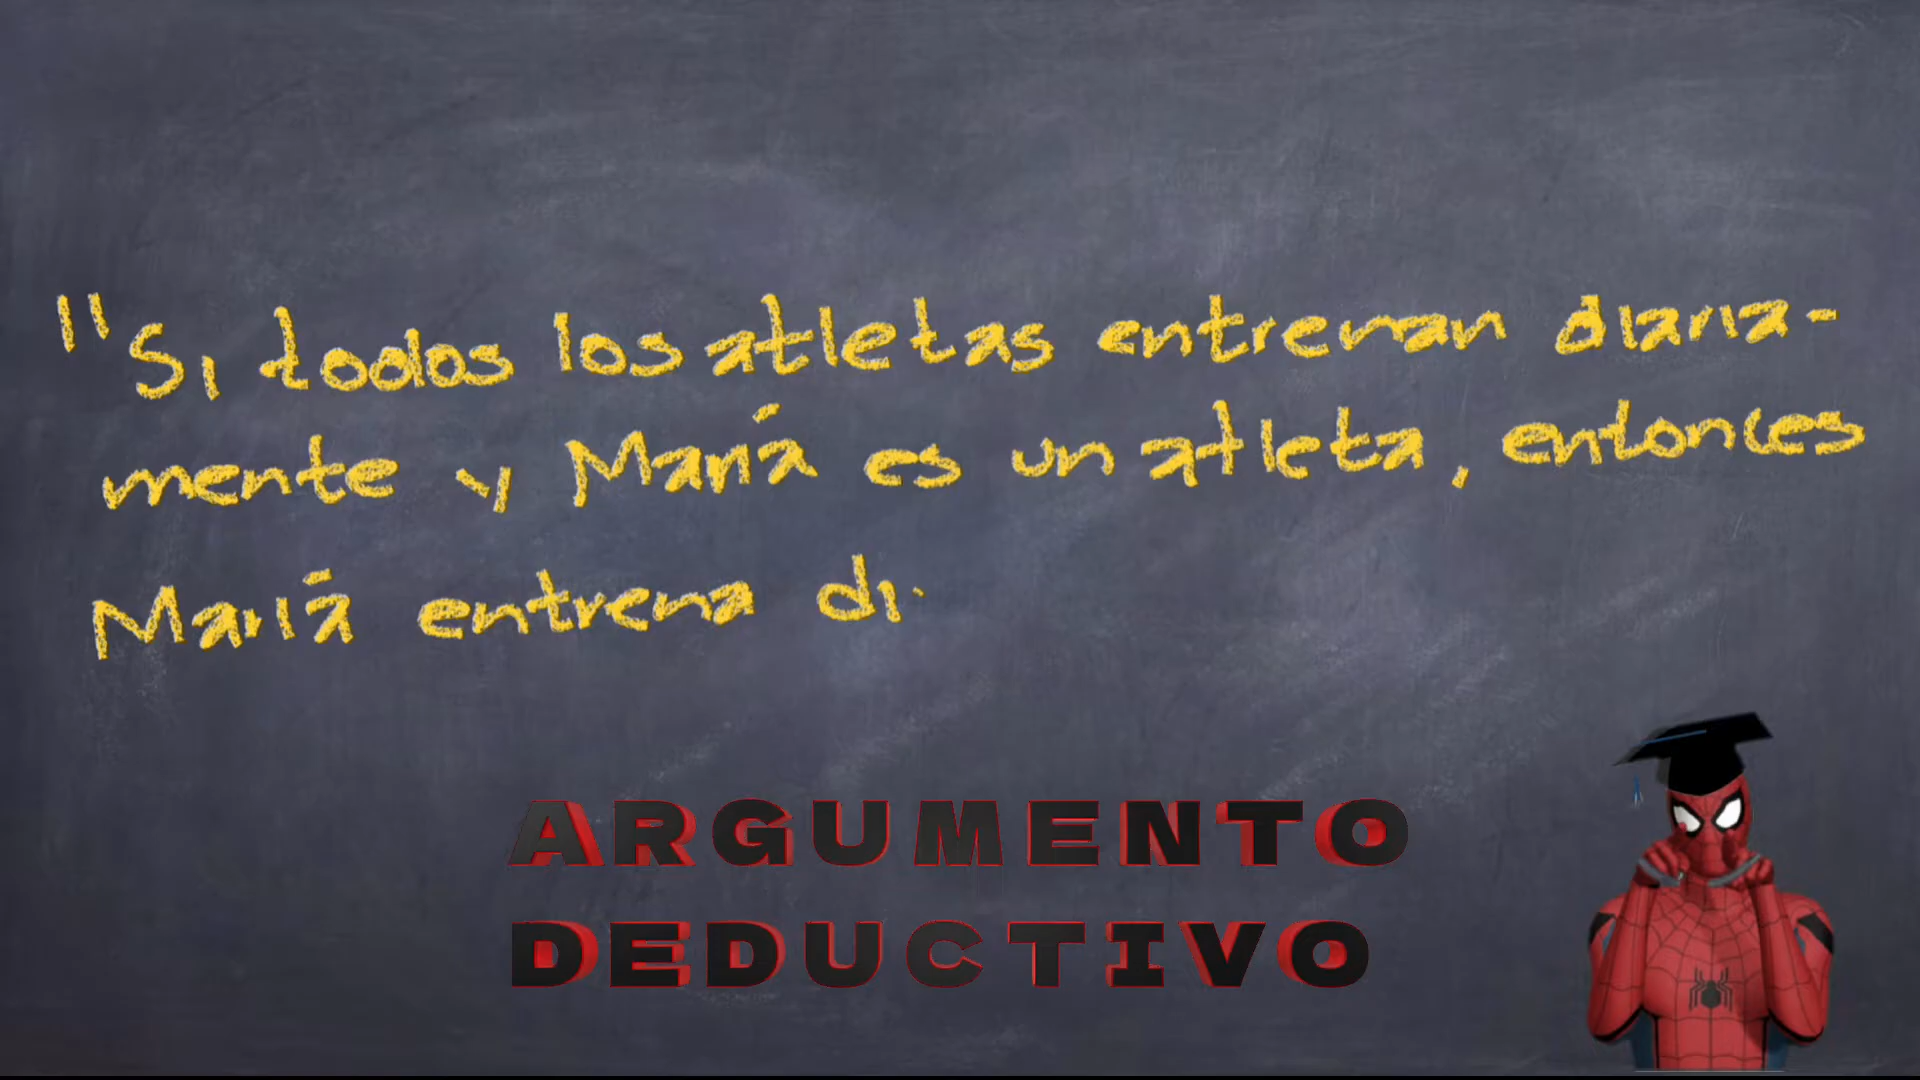 "Si todos los atletas entrenan diaria-
mente y María es un atleta, entonces
María entrena di
ARGUMENTO
DEDUCTIVO